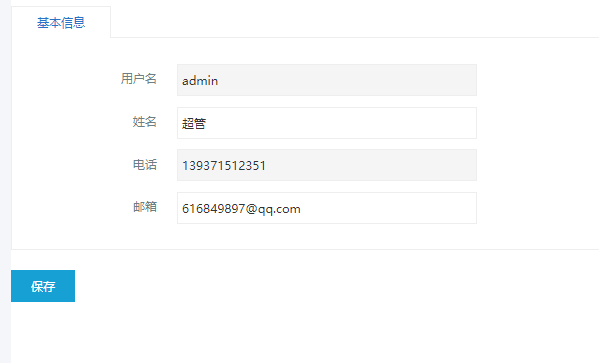 基本信息
用户名 admin
姓名 超管
电话 139371512351
邮箱 616849897@qq.com
保存